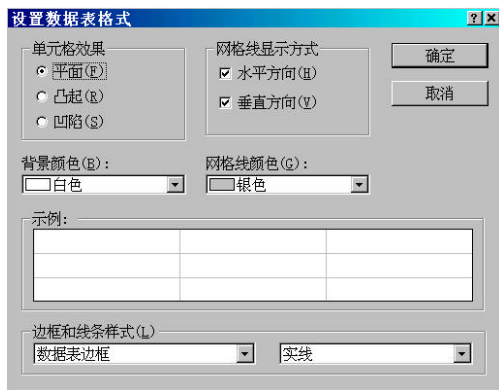 设置数据表格式
单元格效果
平面(F)
凸起(R)
凹陷(S)
网格线显示方式
水平方向(H)
垂直方向(V)
确定
取消
背景颜色(B):
白色
网格线颜色(G):
银色
示例:
边框和线条样式(L)
数据表边框
实线